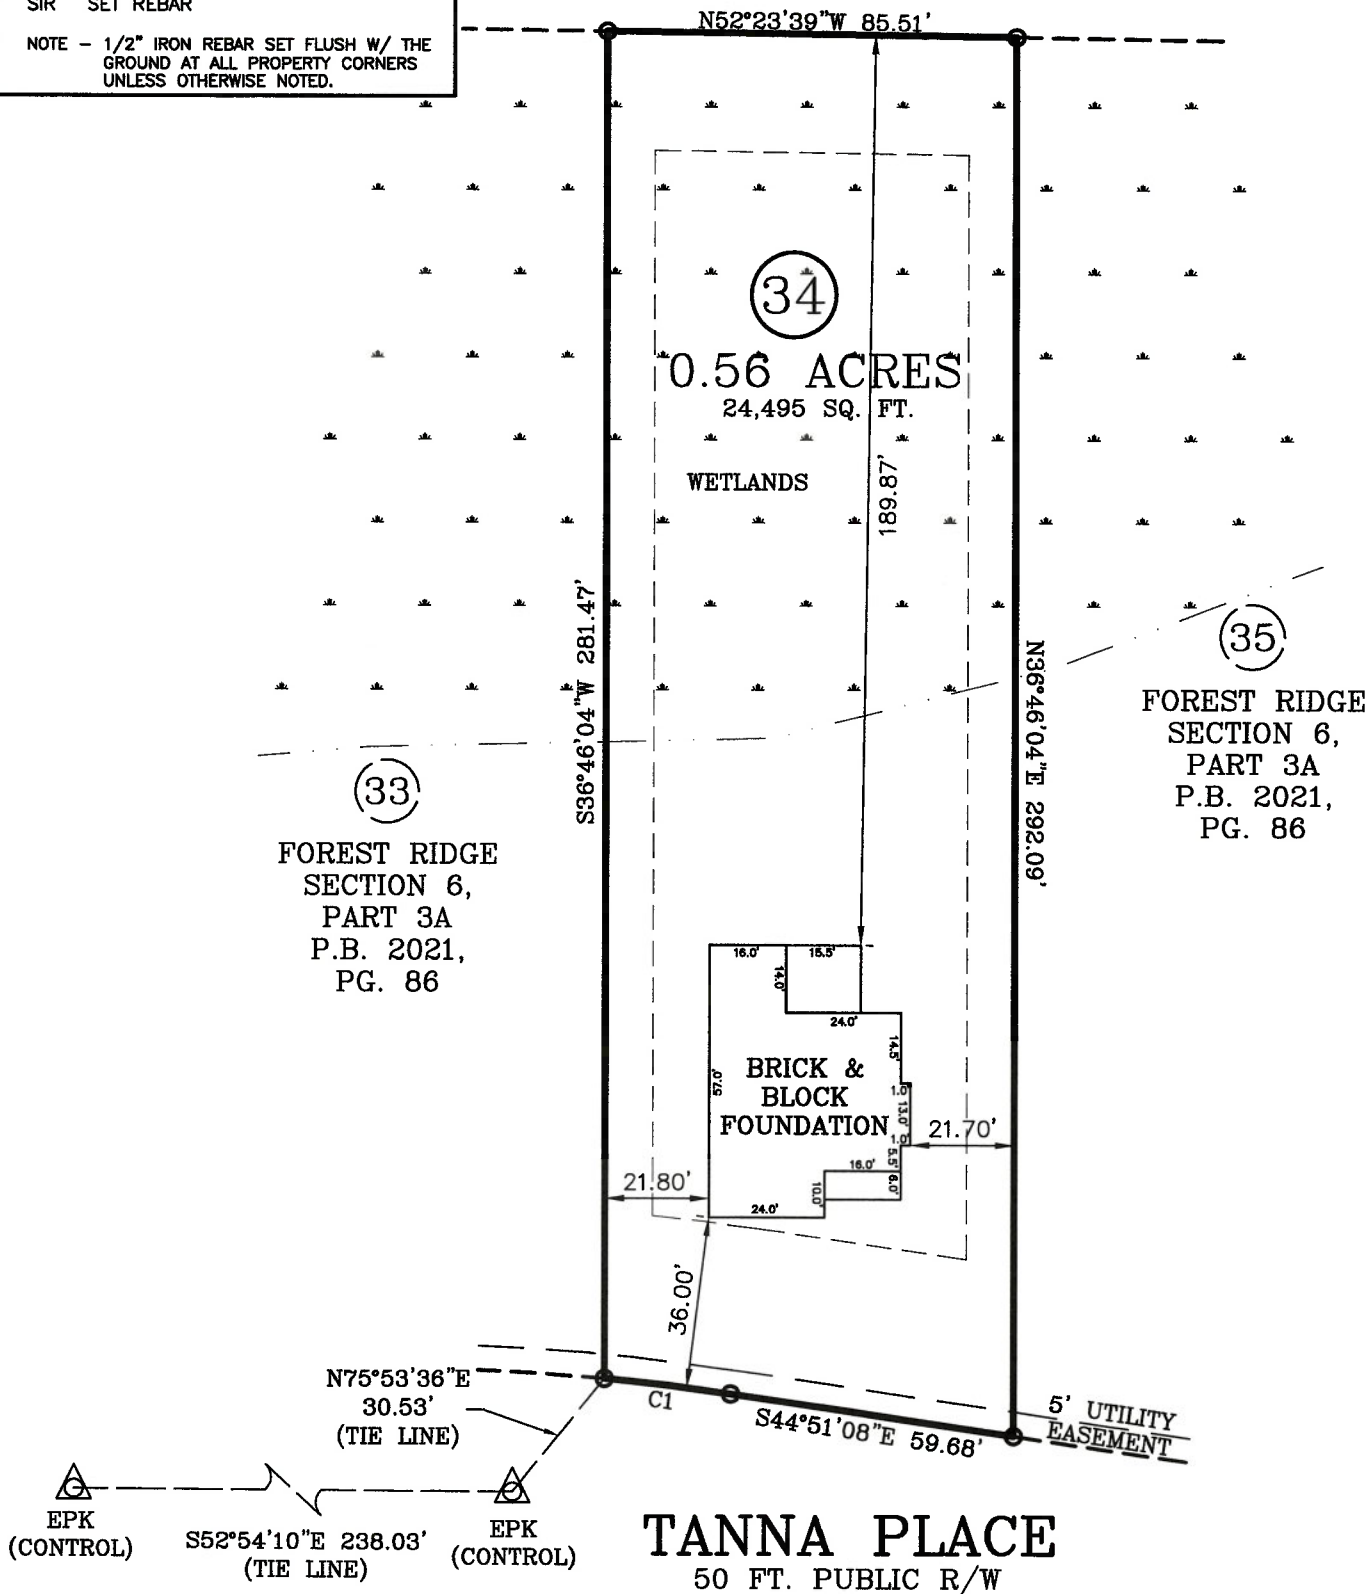 SIR SET REBAR
NOTE - 1/2" IRON REBAR SET FLUSH W/ THE
GROUND AT ALL PROPERTY CORNERS
UNLESS OTHERWISE NOTED.
N52°23'39"W 85.51'
34
0.56 ACRES
24,495 SQ. FT.
WETLANDS
189.87'
S36°46'04"W 281.47'
N36°46'04"E 292.09'
35
FOREST RIDGE
SECTION 6,
PART 3A
P.B. 2021,
PG. 86
33
FOREST RIDGE
SECTION 6,
PART 3A
P.B. 2021,
PG. 86
16.0'
15.5'
14.0'
24.0'
14.5'
57.0'
BRICK &
BLOCK
FOUNDATION
1.0'
13.0'
1.0'
21.70'
5.5'
16.0'
6.0'
10.0'
21.80'
24.0'
36.00'
N75°53'36"E
30.53'
(TIE LINE)
C1
S44°51'08"E 59.68'
5' UTILITY
EASEMENT
EPK
(CONTROL)
S52°54'10"E 238.03'
(TIE LINE)
EPK
(CONTROL)
TANNA PLACE
50 FT. PUBLIC R/W